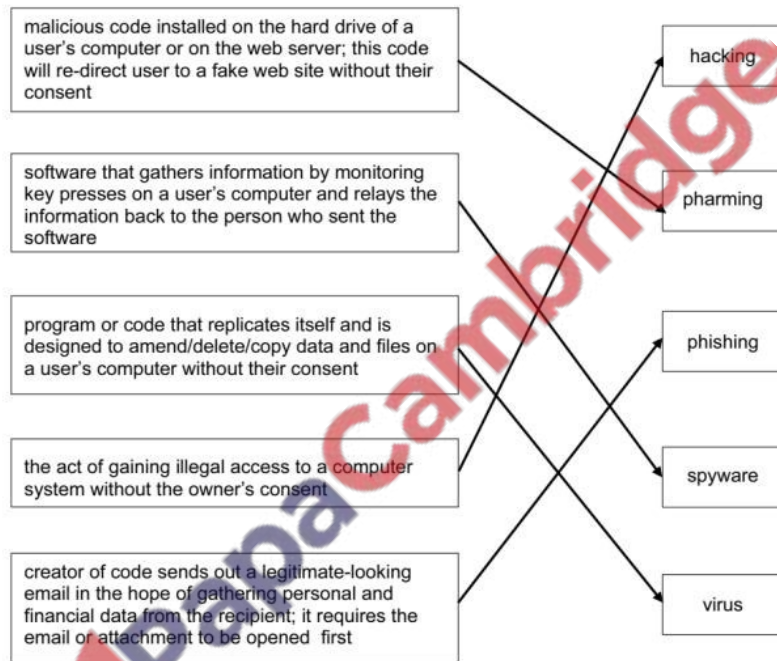 malicious code installed on the hard drive of a
user's computer or on the web server; this code
will re-direct user to a fake web site without their
consent
hacking
software that gathers information by monitoring
key presses on a user's computer and relays the
information back to the person who sent the
software
pharming
program or code that replicates itself and is
designed to amend/delete/copy data and files on
a user's computer without their consent
phishing
the act of gaining illegal access to a computer
system without the owner's consent
spyware
creator of code sends out a legitimate-looking
email in the hope of gathering personal and
financial data from the recipient; it requires the
email or attachment to be opened first
virus
PapaCambridge